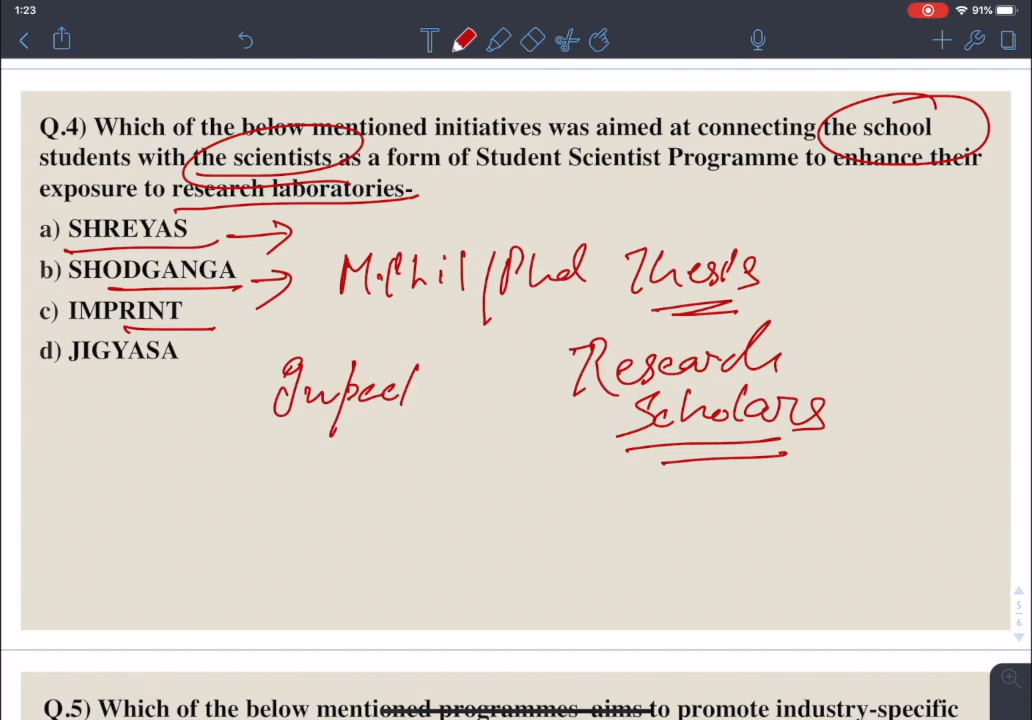 1:23
91%
T
Q.4) Which of the below mentioned initiatives was aimed at connecting the school
students with the scientists as a form of Student Scientist Programme to enhance their
exposure to research laboratories-
a) SHREYAS
b) SHODGANGA
M.Phil/Phd Thesis
c) IMPRINT
d) JIGYASA
Research
Scholars
5
6
Q.5) Which of the below mentioned programmes aims to promote industry-specific